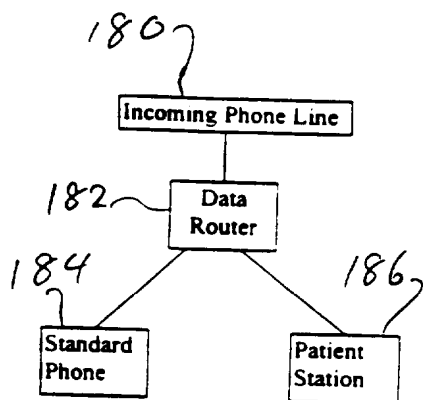 180
Incoming Phone Line
182
Data
Router
184
186
Standard
Phone
Patient
Station